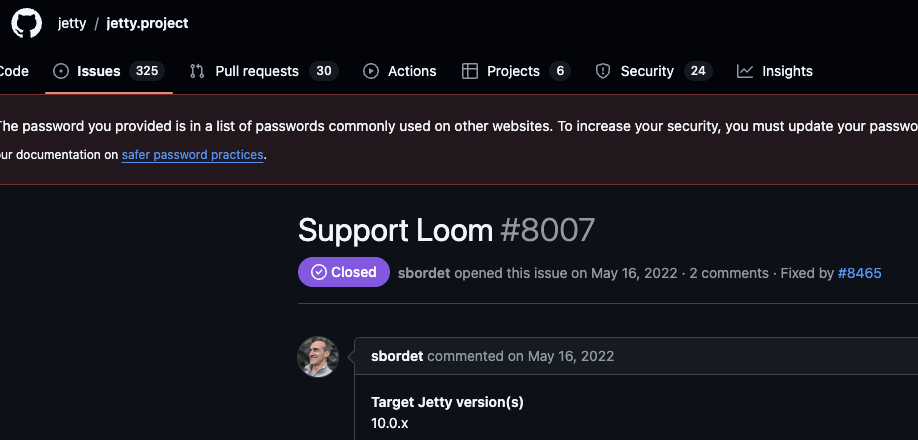 jetty / jetty.project
Code Issues 325 Pull requests 30 Actions Projects 6 Security 24 Insights
The password you provided is in a list of passwords commonly used on other websites. To increase your security, you must update your
our documentation on safer password practices.
Support Loom #8007
Closed sbordet opened this issue on May 16, 2022 · 2 comments · Fixed by #8465
sbordet commented on May 16, 2022
Target Jetty version(s)
10.0.x